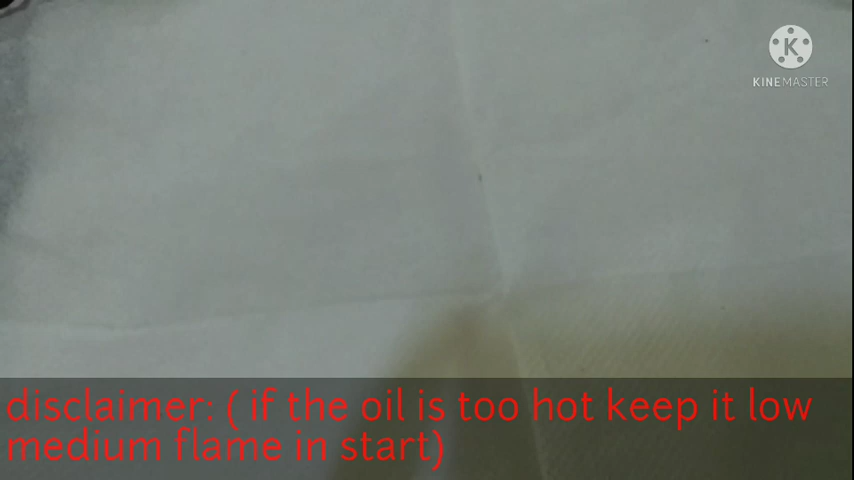 K
KINEMASTER
disclaimer: ( if the oil is too hot keep it low
medium flame in start)